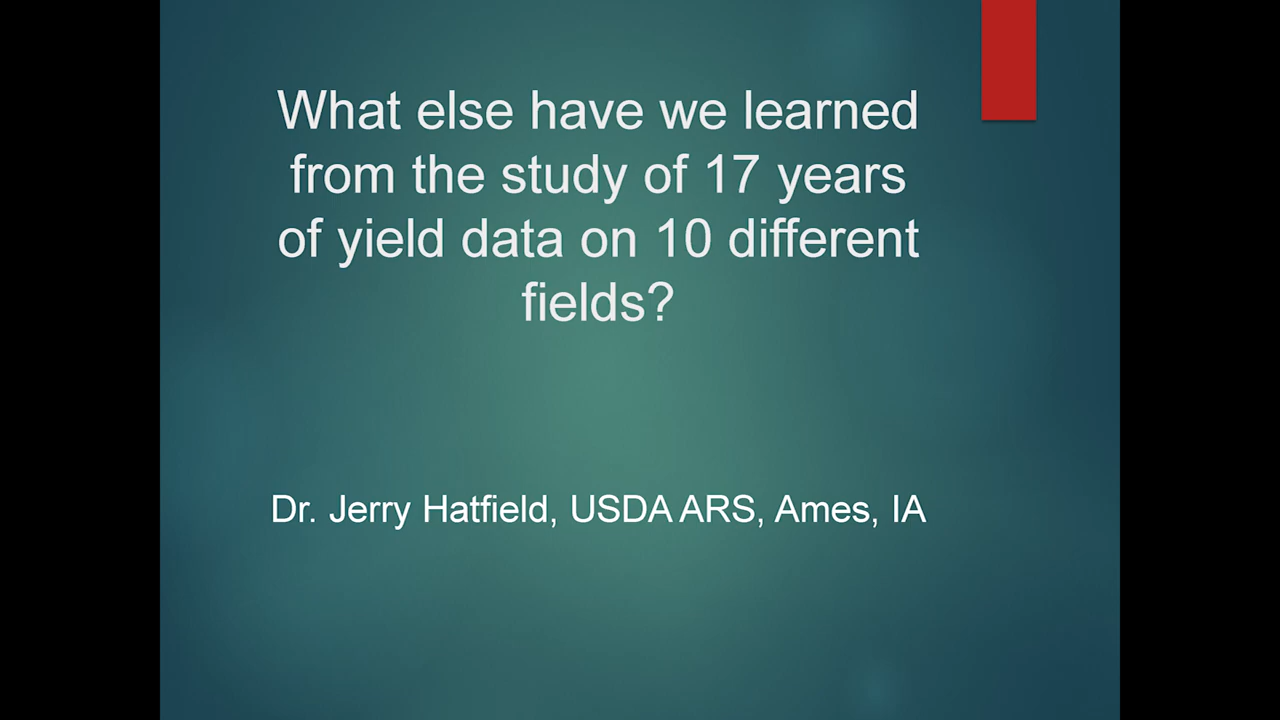 What else have we learned
from the study of 17 years
of yield data on 10 different
fields?
Dr. Jerry Hatfield, USDA ARS, Ames, IA